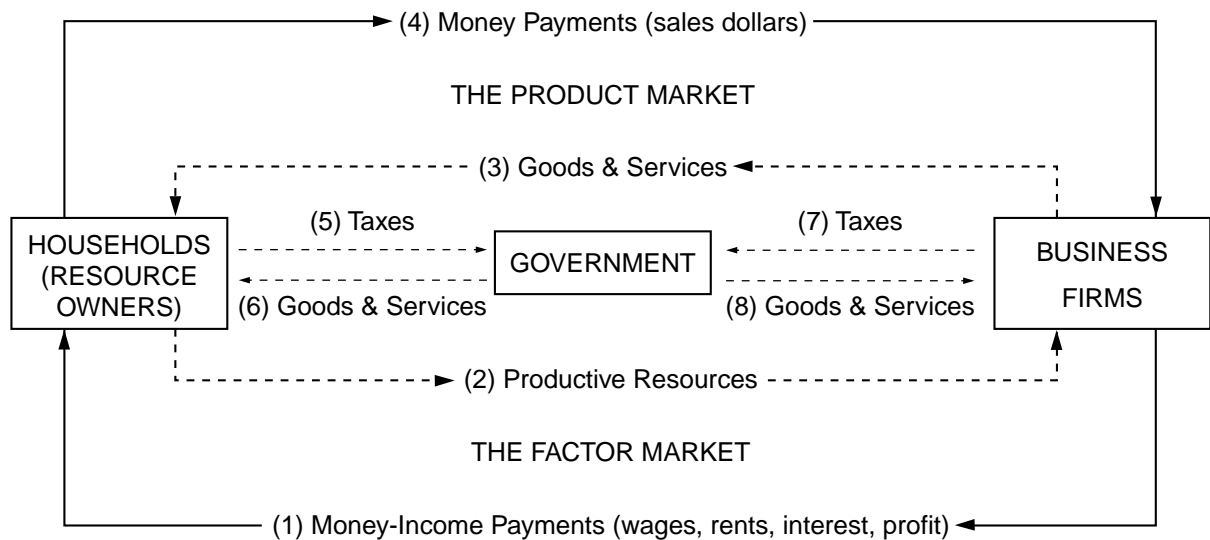 (4) Money Payments (sales dollars)
THE PRODUCT MARKET
(3) Goods & Services
HOUSEHOLDS
(RESOURCE
OWNERS)
(5) Taxes
(6) Goods & Services
GOVERNMENT
(7) Taxes
(8) Goods & Services
BUSINESS
FIRMS
(2) Productive Resources
THE FACTOR MARKET
(1) Money-Income Payments (wages, rents, interest, profit)